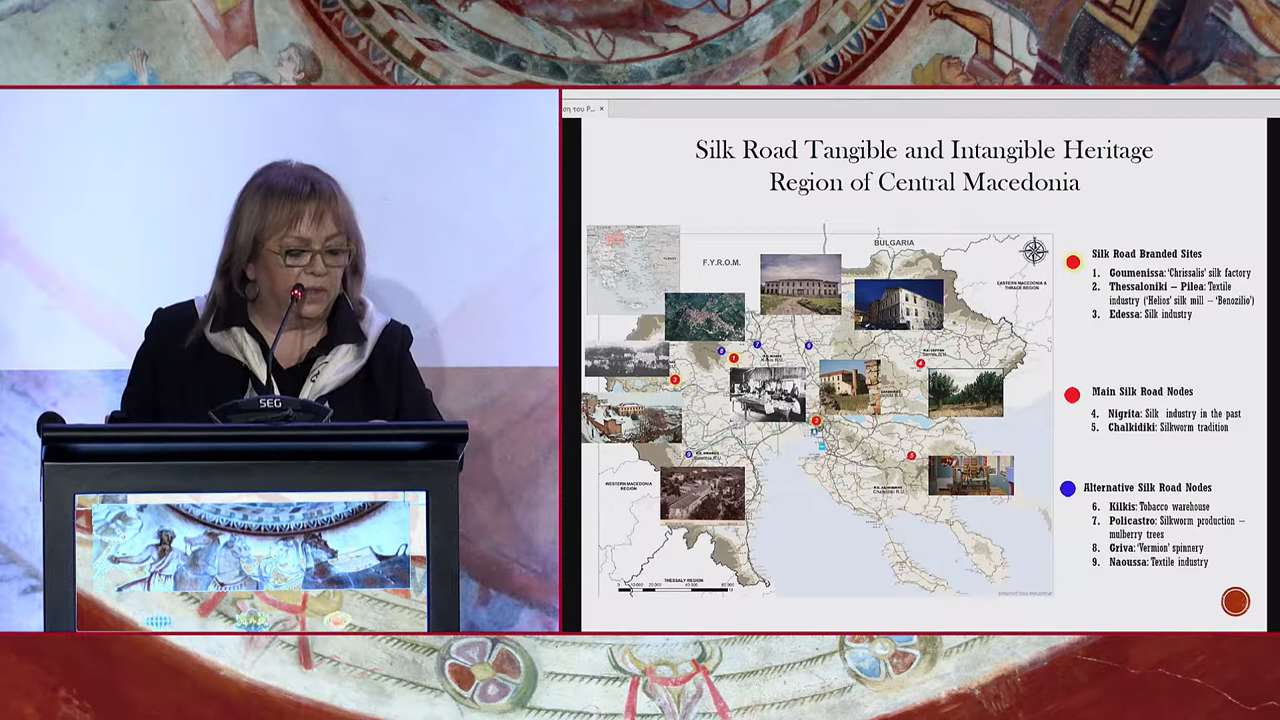 ση του P... ×
Silk Road Tangible and Intangible Heritage
Region of Central Macedonia
BULGARIA
F.Y.R.O.M.
EASTERN MACEDONIA &
THRACE REGION
WESTERN MACEDONIA
REGION
THESSALY REGION
Silk Road Branded Sites
1. Goumenissa: 'Chrissalis' silk factory
2. Thessaloniki – Pilea: Textile
industry ('Helios' silk mill – 'Benozilio')
3. Edessa: Silk industry
Main Silk Road Nodes
4. Nigrita: Silk industry in the past
5. Chalkidiki: Silkworm tradition
Alternative Silk Road Nodes
6. Kilkis: Tobacco warehouse
7. Policastro: Silkworm production –
mulberry trees
8. Griva: 'Vermion' spinnery
9. Naoussa: Textile industry
SEG